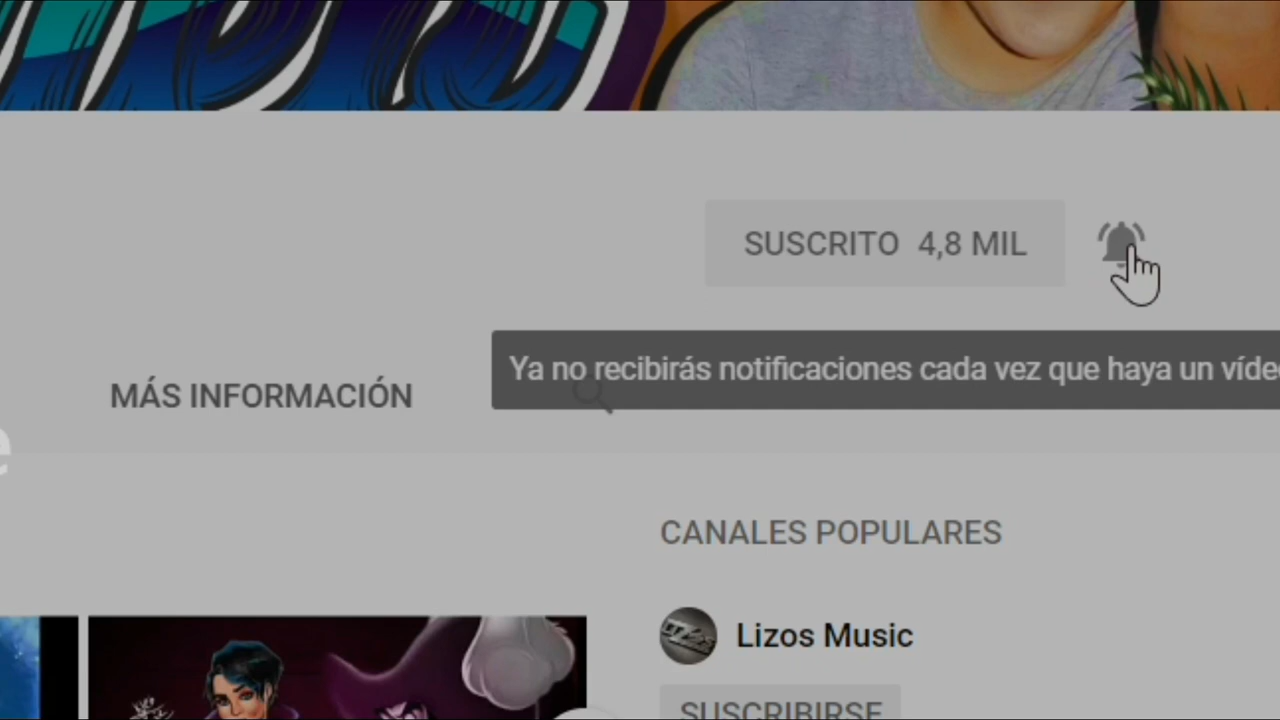 SUSCRITO 4,8 MIL
Ya no recibirás notificaciones cada vez que haya un víde
MÁS INFORMACIÓN
e
CANALES POPULARES
Lizos Music
SUSCRIBIRSE